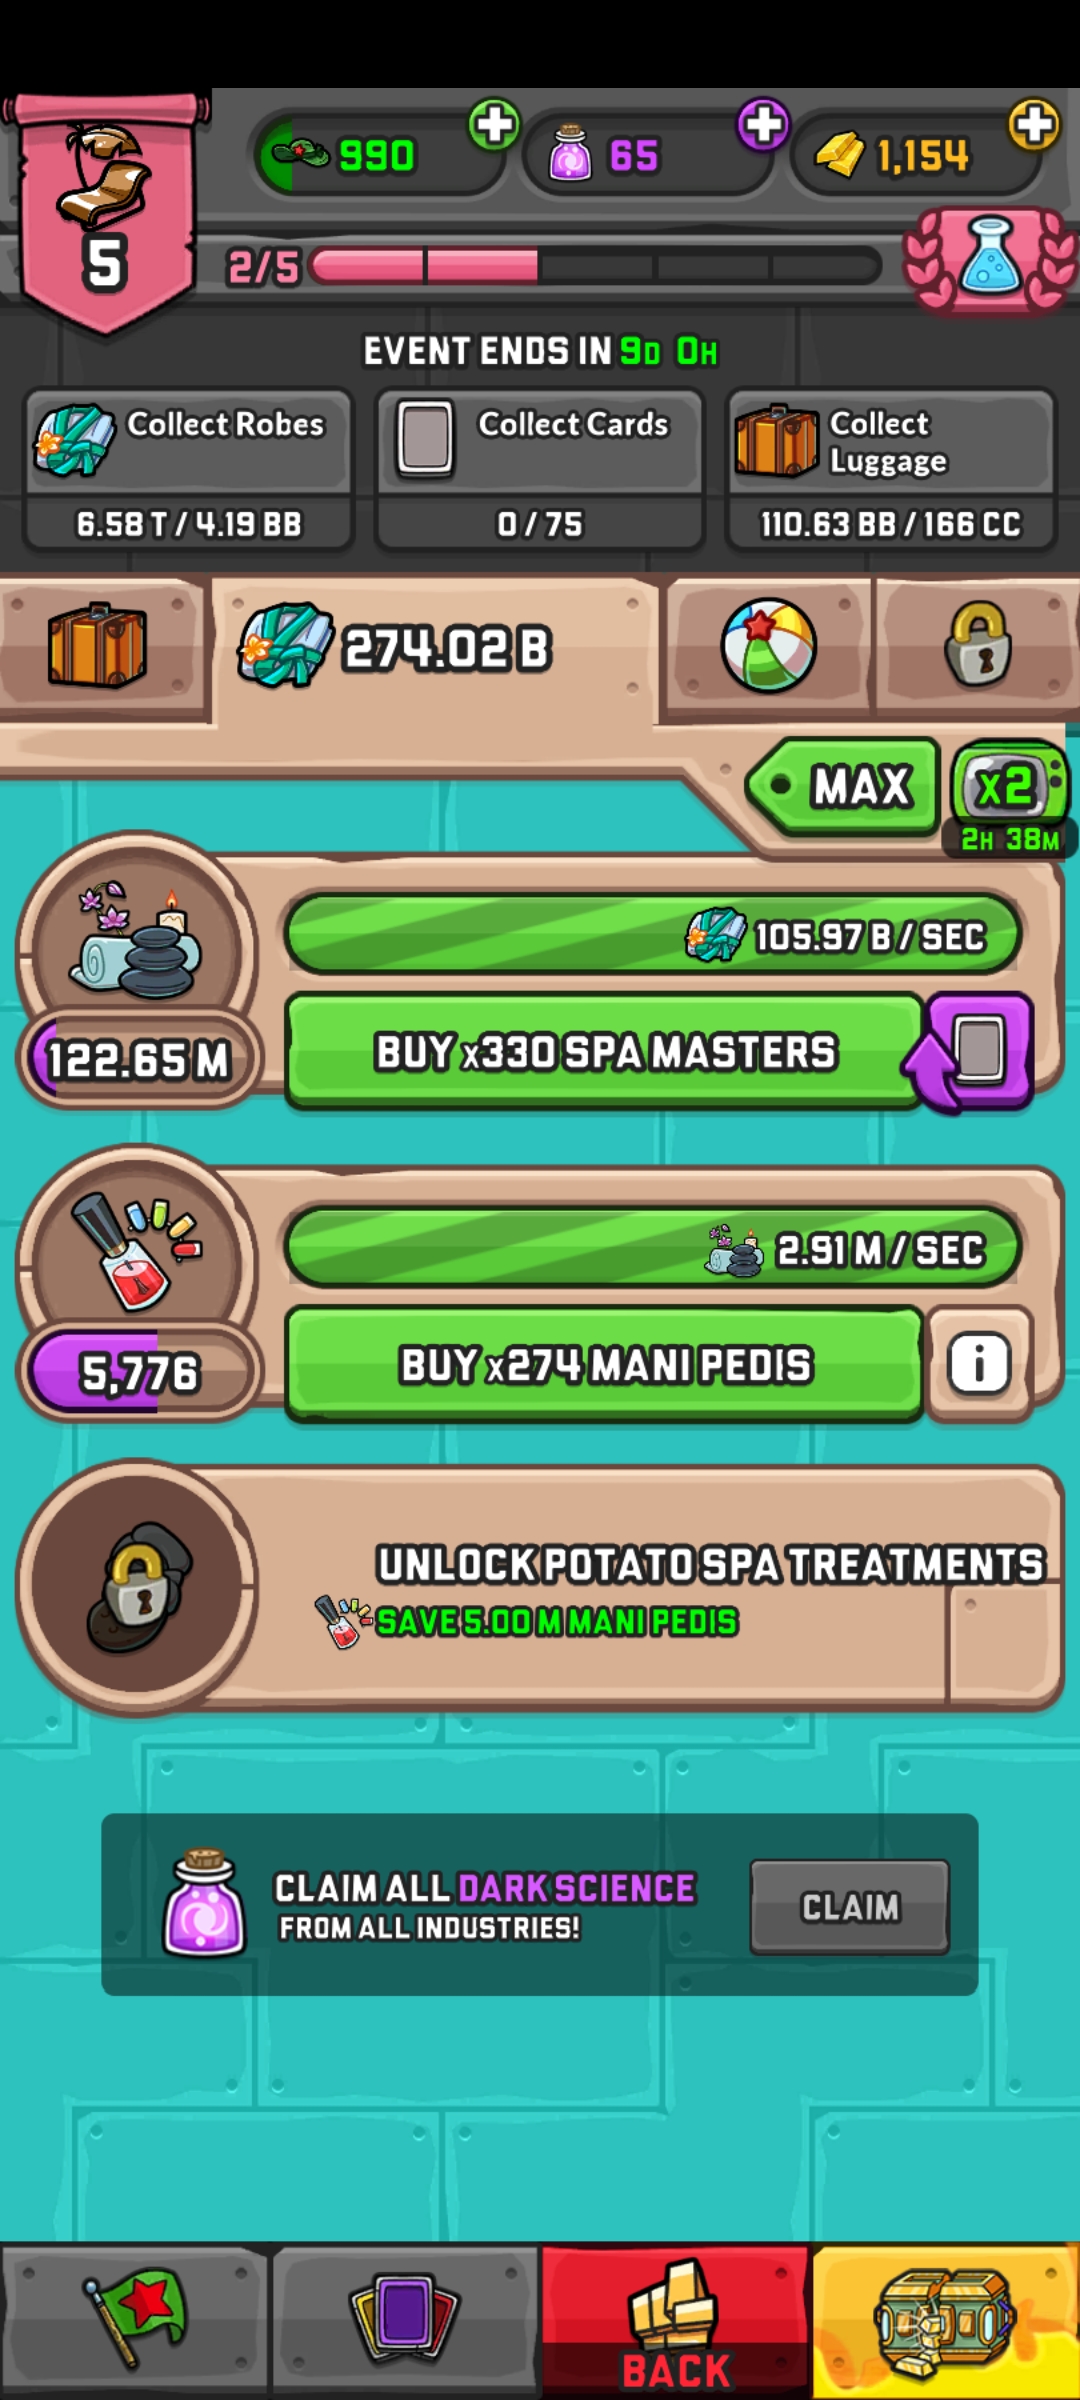 5
990
65
1,154
2/5
EVENT ENDS IN 9D 0H
Collect Robes
6.58 T / 4.19 BB
Collect Cards
0 / 75
Collect
Luggage
110.63 BB / 166 CC
274.02 B
MAX
x2
2H 38M
105.97 B / SEC
122.65 M
BUY x330 SPA MASTERS
2.91 M / SEC
5,776
BUY x274 MANI PEDIS
i
UNLOCK POTATO SPA TREATMENTS
SAVE 5.00 M MANI PEDIS
CLAIM ALL DARK SCIENCE
FROM ALL INDUSTRIES!
CLAIM
BACK